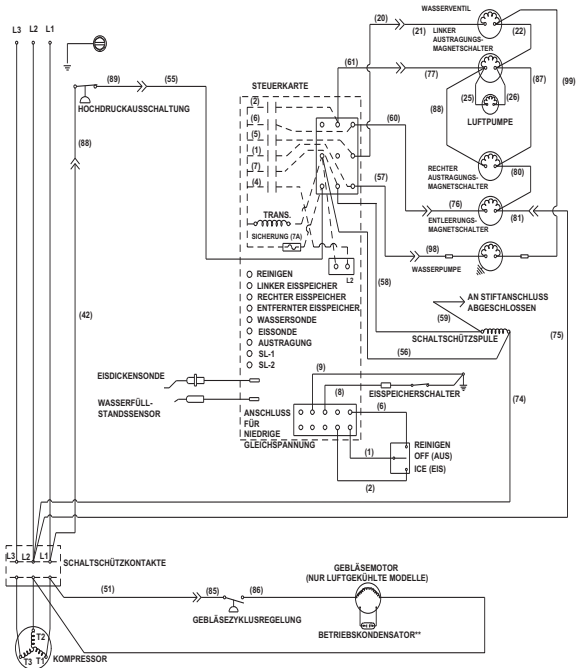 L3 L2 L1
WASSERVENTIL
(20)
(21)
LINKER
AUSTRAGUNGS-
MAGNETSCHALTER
(22)
(99)
(89)
(55)
HOCHDRUCKAUSSCHALTUNG
STEUERKARTE
(61)
(77)
(87)
(88)
(25)
(26)
LUFTPUMPE
(2)
(6)
(5)
(1)
(7)
(4)
(60)
(88)
(57)
RECHTER
AUSTRAGUNGS-
MAGNETSCHALTER
(80)
(76)
(81)
ENTLEERUNGS-
MAGNETSCHALTER
TRANS.
SICHERUNG (7A)
L2
(98)
WASSERPUMPE
(58)
REINIGEN
LINKER EISSPEICHER
RECHTER EISSPEICHER
ENTFERNTER EISSPEICHER
WASSERSONDE
EISSONDE
AUSTRAGUNG
SL-1
SL-2
AN STIFTANSCHLUSS
ABGESCHLOSSEN
(59)
SCHALTSCHÜTZSPULE
(42)
(56)
(75)
(74)
EISDICKENSONDE
WASSERFÜLL-
STANDSSENSOR
(9)
(8)
EISSPEICHERSCHALTER
ANSCHLUSS
FÜR
NIEDRIGE
GLEICHSPANNUNG
(6)
(1)
(2)
REINIGEN
OFF (AUS)
ICE (EIS)
L3 L2 L1
SCHALTSCHÜTZKONTAKTE
GEBLÄSEMOTOR
(NUR LUFTGEKÜHLTE MODELLE)
(51)
(85)
(86)
GEBLÄSEZYKLUSREGELUNG
BETRIEBSKONDENSATOR**
T2
T3 T1
KOMPRESSOR